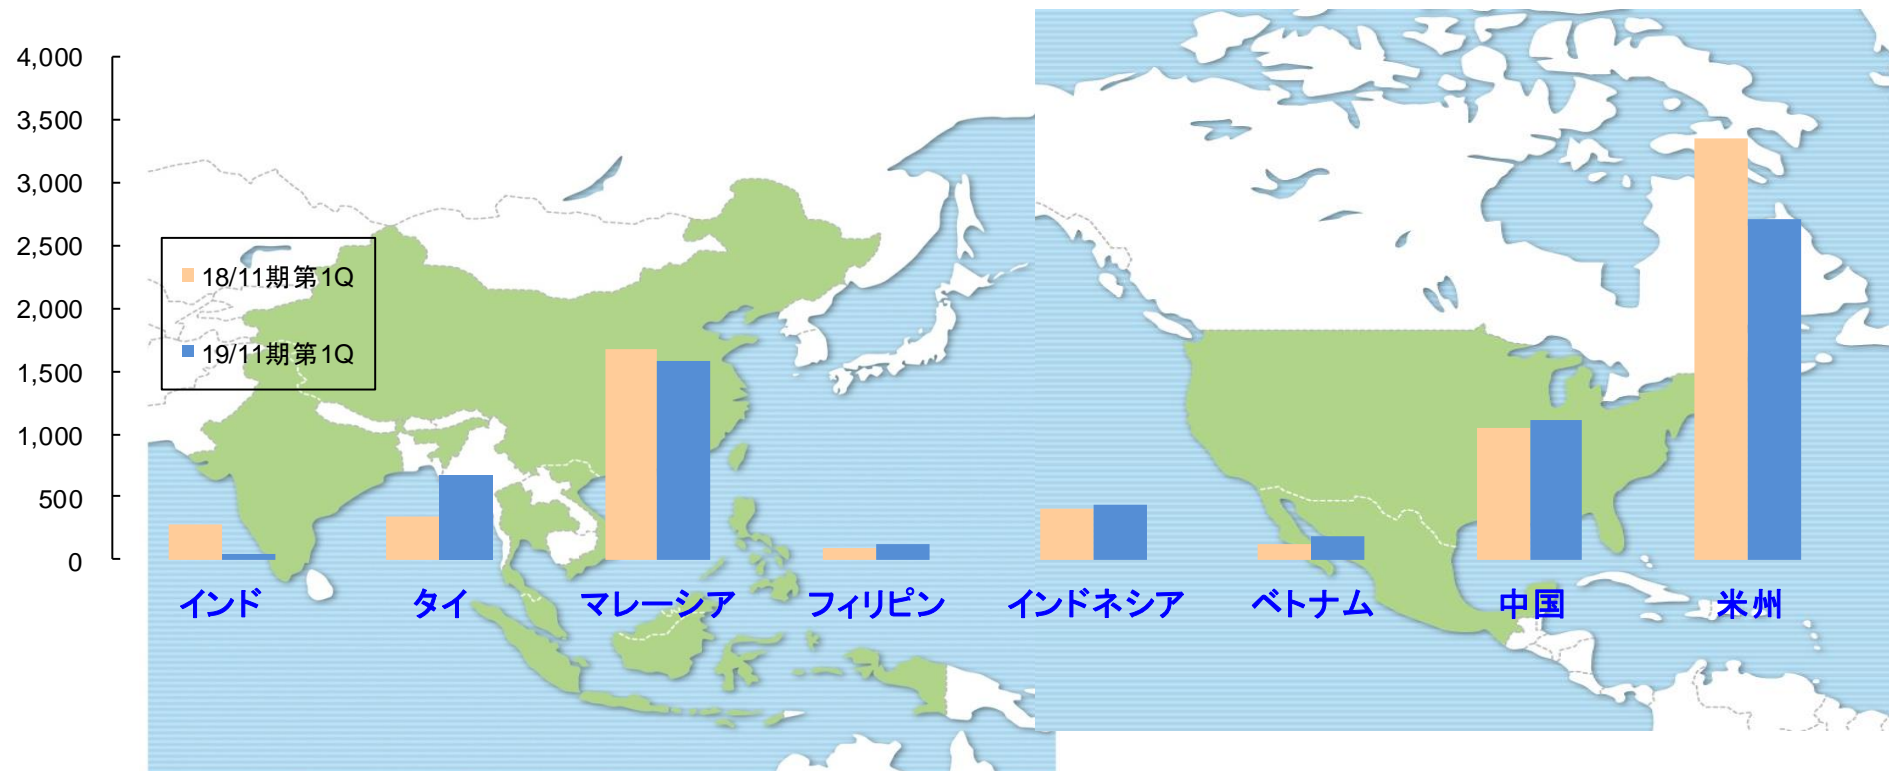 4,000
3,500
3,000
2,500
2,000
1,500
1,000
500
0
18/11期第1Q
19/11期第1Q
インド
タイ
マレーシア
フィリピン
インドネシア
ベトナム
中国
米州